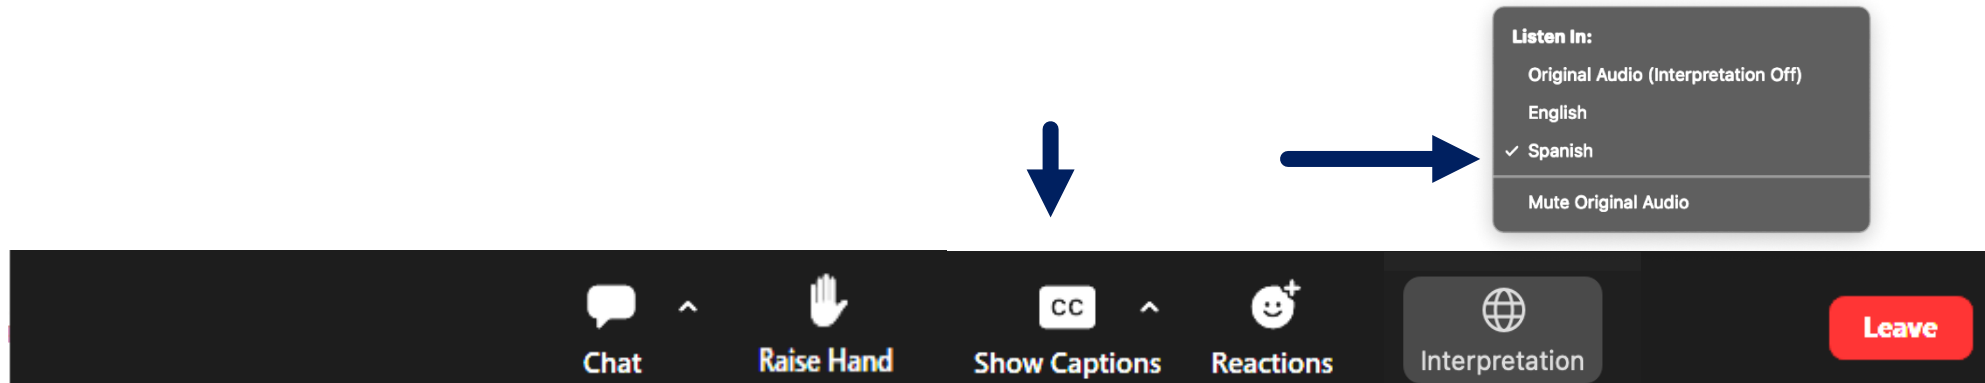 Listen In:
Original Audio (Interpretation Off)
English
Spanish
Mute Original Audio
CC
Chat
Raise Hand
Show Captions
Reactions
Interpretation
Leave